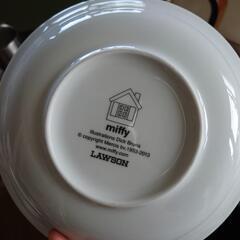 miffy
illustrations Dick Bruna
© copyright Mercis bv,1953-2013
www.miffy.com
LAWSON